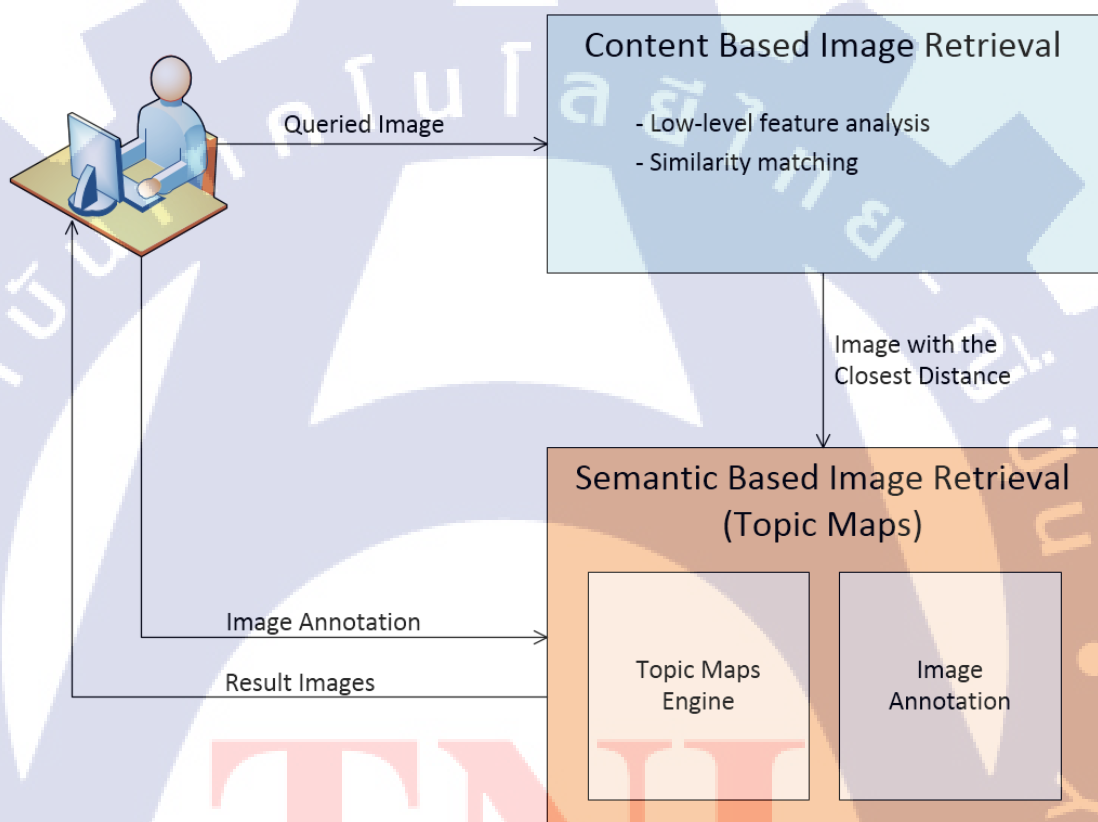 Content Based Image Retrieval
- Low-level feature analysis
- Similarity matching
Queried Image
Image with the
Closest Distance
Semantic Based Image Retrieval
(Topic Maps)
Topic Maps
Engine
Image
Annotation
Image Annotation
Result Images
TNI